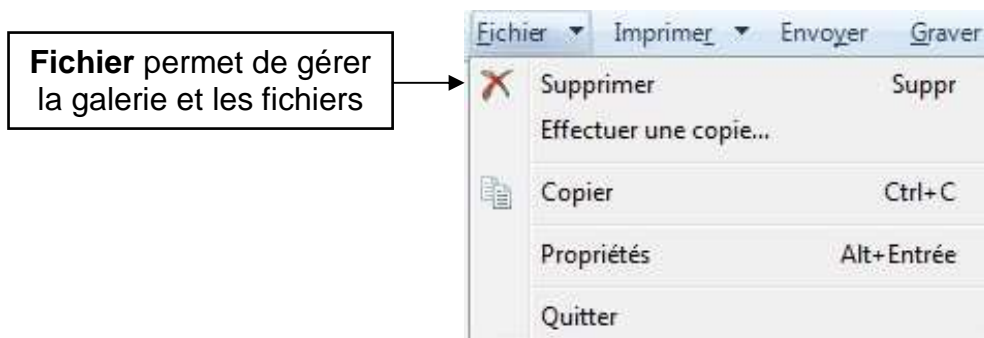 Fichier Imprimer Envoyer Graver
Fichier permet de gérer
la galerie et les fichiers
Supprimer Suppr
Effectuer une copie...
Copier Ctrl+C
Propriétés Alt+Entrée
Quitter